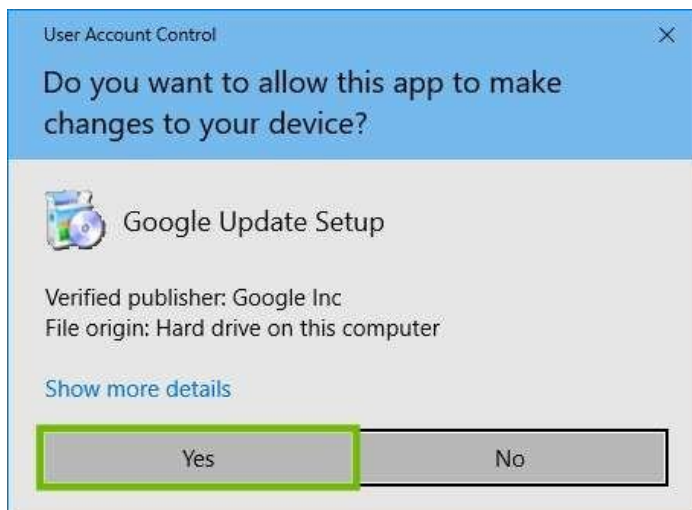 User Account Control
Do you want to allow this app to make
changes to your device?
Google Update Setup
Verified publisher: Google Inc
File origin: Hard drive on this computer
Show more details
Yes
No